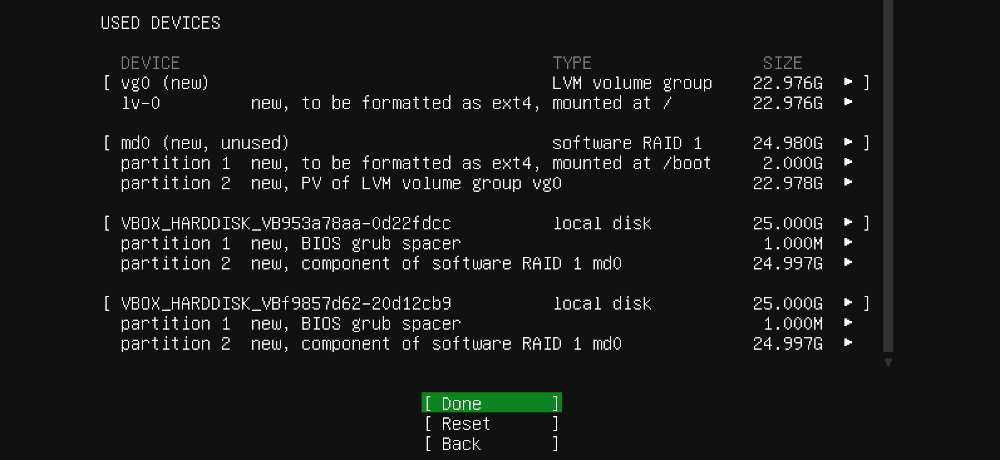 USED DEVICES
DEVICE TYPE SIZE
[ vg0 (new) LVM volume group 22.976G ▸ ]
lv-0 new, to be formatted as ext4, mounted at / 22.976G ▸
[ md0 (new, unused) software RAID 1 24.980G ▸ ]
partition 1 new, to be formatted as ext4, mounted at /boot 2.000G ▸
partition 2 new, PV of LVM volume group vg0 22.978G ▸
[ VBOX_HARDDISK_VB953a78aa-0d22fdcc local disk 25.000G ▸ ]
partition 1 new, BIOS grub spacer 1.000M ▸
partition 2 new, component of software RAID 1 md0 24.997G ▸
[ VBOX_HARDDISK_VBf9857d62-20d12cb9 local disk 25.000G ▸ ]
partition 1 new, BIOS grub spacer 1.000M ▸
partition 2 new, component of software RAID 1 md0 24.997G ▸
[ Done ]
[ Reset ]
[ Back ]